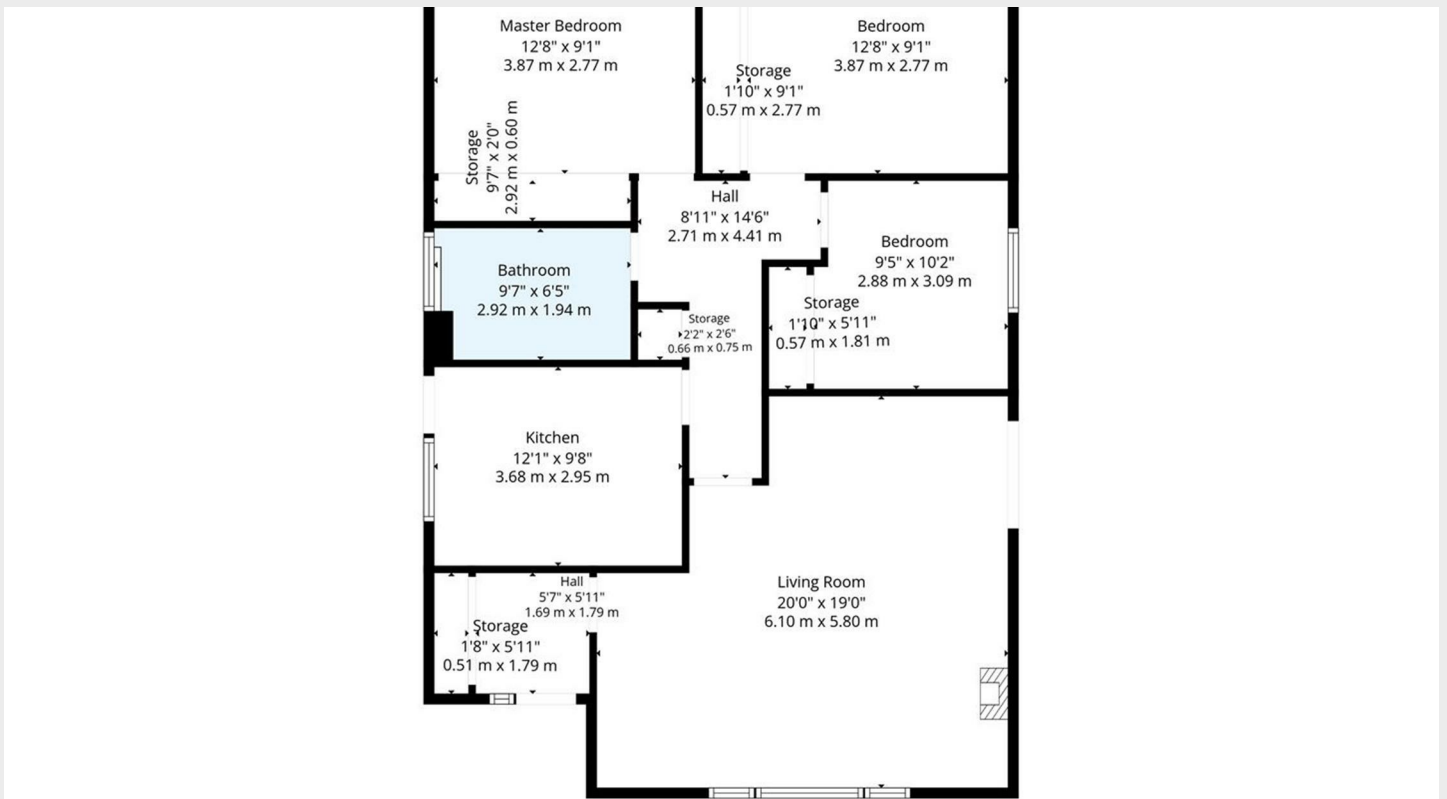 Master Bedroom
12'8" x 9'1"
3.87 m x 2.77 m
Bedroom
12'8" x 9'1"
3.87 m x 2.77 m
Storage
1'10" x 9'1"
0.57 m x 2.77 m
Storage
9'7" x 2'0"
2.92 m x 0.60 m
Hall
8'11" x 14'6"
2.71 m x 4.41 m
Bedroom
9'5" x 10'2"
2.88 m x 3.09 m
Bathroom
9'7" x 6'5"
2.92 m x 1.94 m
Storage
1'10" x 5'11"
0.57 m x 1.81 m
Storage
2'2" x 2'6"
0.66 m x 0.75 m
Kitchen
12'1" x 9'8"
3.68 m x 2.95 m
Hall
5'7" x 5'11"
1.69 m x 1.79 m
Living Room
20'0" x 19'0"
6.10 m x 5.80 m
Storage
1'8" x 5'11"
0.51 m x 1.79 m